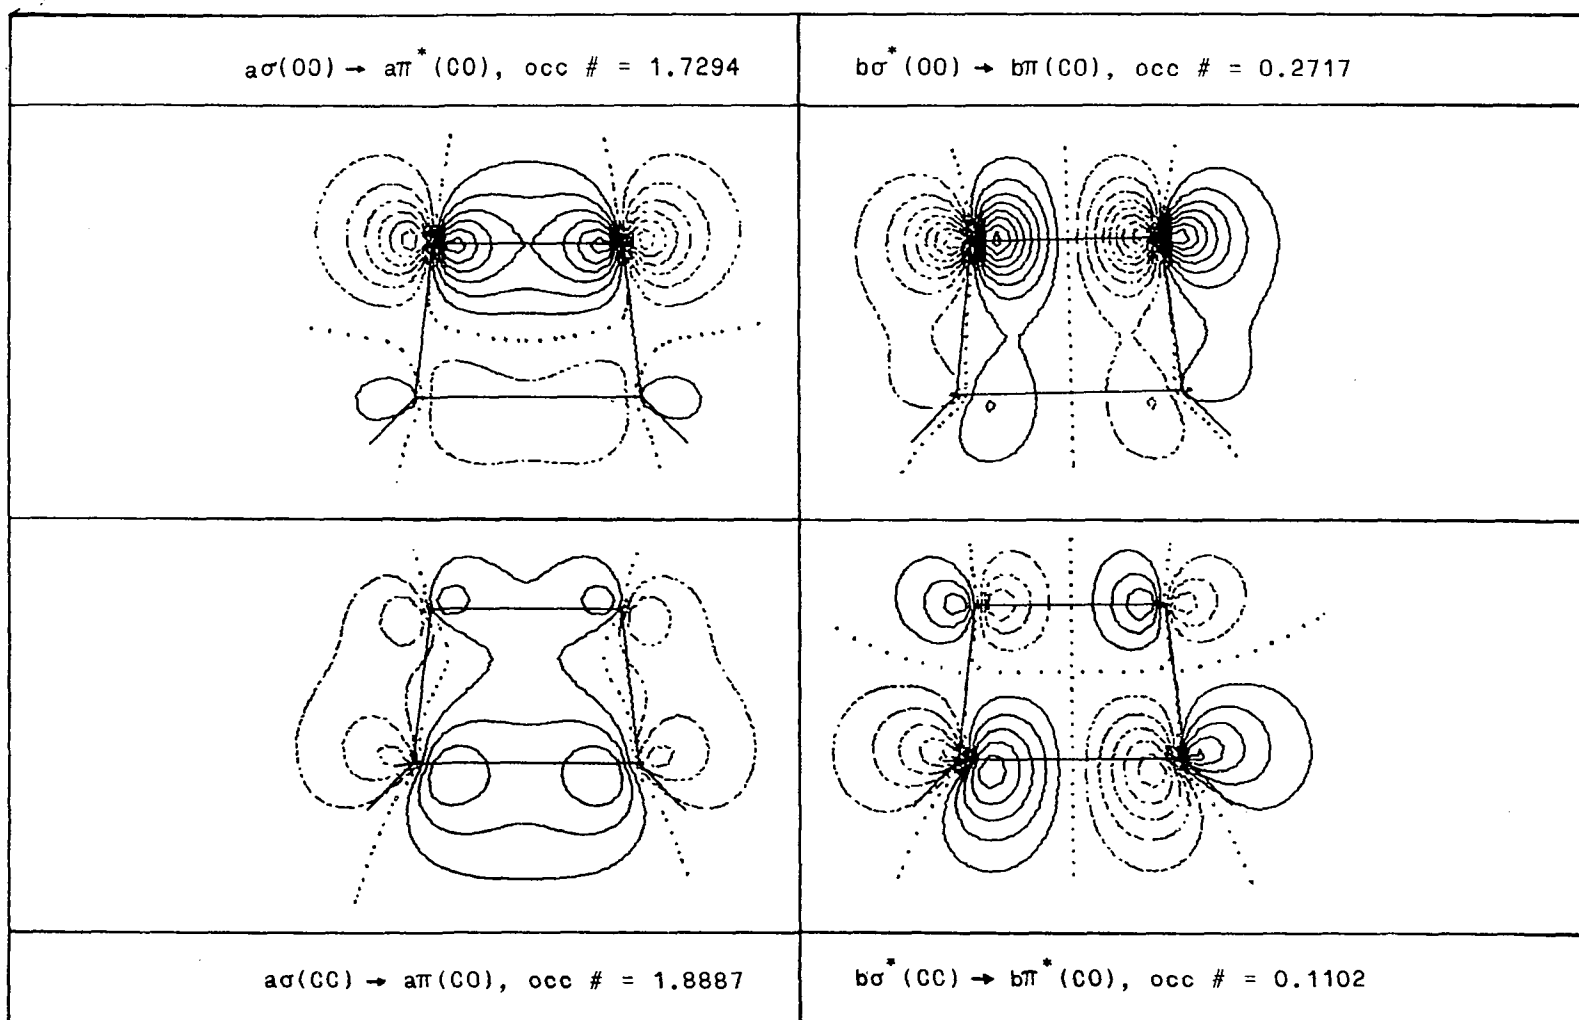 aσ(OO) → aπ*(CO), occ # = 1.7294
bσ*(OO) → bπ(CO), occ # = 0.2717
aσ(CC) → aπ(CO), occ # = 1.8887
bσ*(CC) → bπ*(CO), occ # = 0.1102